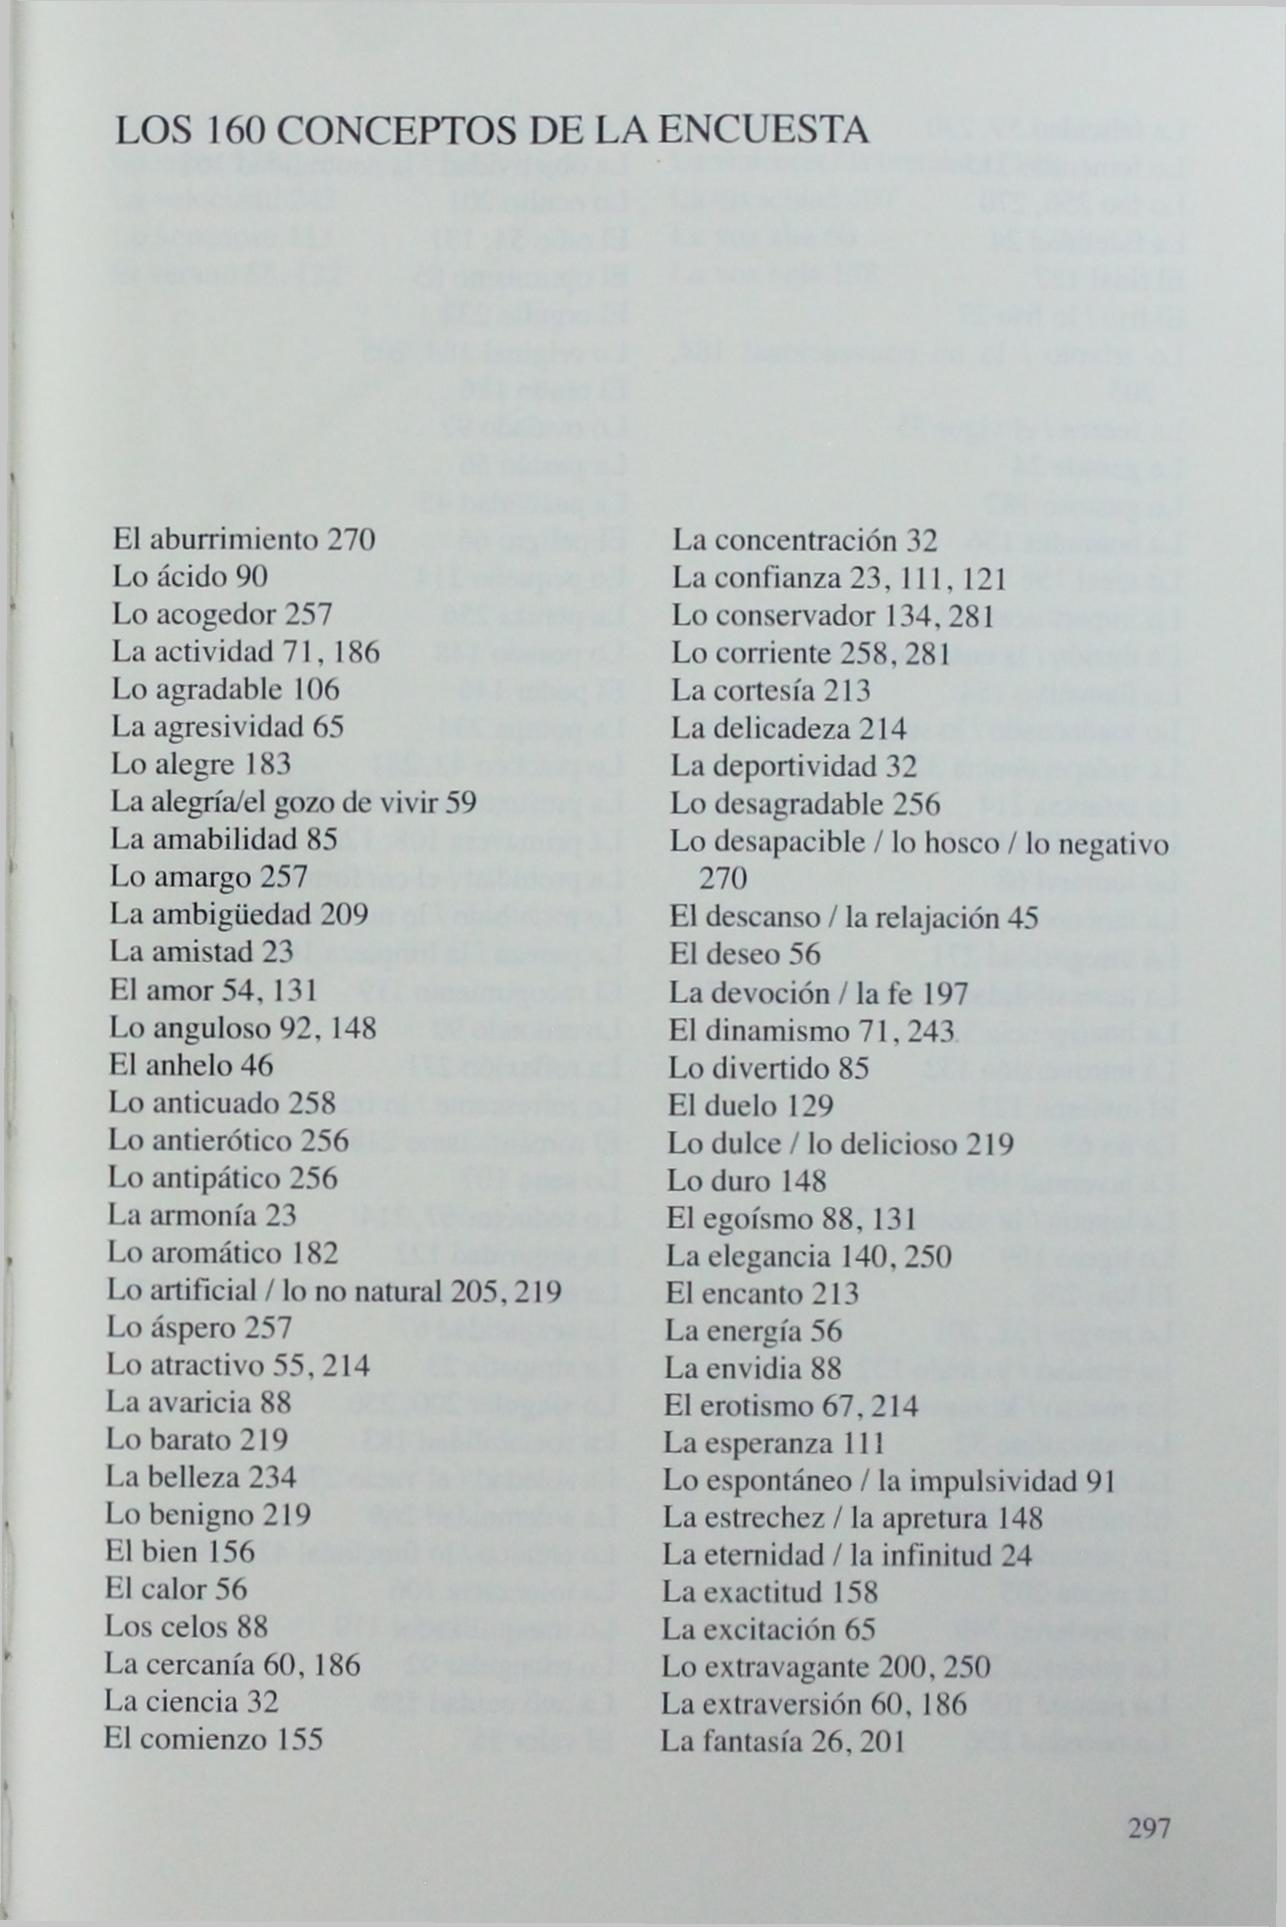 LOS 160 CONCEPTOS DE LA ENCUESTA
El aburrimiento 270
Lo ácido 90
Lo acogedor 257
La actividad 71, 186
Lo agradable 106
La agresividad 65
Lo alegre 183
La alegría/el gozo de vivir 59
La amabilidad 85
Lo amargo 257
La ambigüedad 209
La amistad 23
El amor 54, 131
Lo anguloso 92, 148
El anhelo 46
Lo anticuado 258
Lo antierótico 256
Lo antipático 256
La armonía 23
Lo aromático 182
Lo artificial / lo no natural 205, 219
Lo áspero 257
Lo atractivo 55, 214
La avaricia 88
Lo barato 219
La belleza 234
Lo benigno 219
El bien 156
El calor 56
Los celos 88
La cercanía 60, 186
La ciencia 32
El comienzo 155
La concentración 32
La confianza 23, 111, 121
Lo conservador 134, 281
Lo corriente 258, 281
La cortesía 213
La delicadeza 214
La deportividad 32
Lo desagradable 256
Lo desapacible / lo hosco / lo negativo
270
El descanso / la relajación 45
El deseo 56
La devoción / la fe 197
El dinamismo 71, 243
Lo divertido 85
El duelo 129
Lo dulce / lo delicioso 219
Lo duro 148
El egoísmo 88, 131
La elegancia 140, 250
El encanto 213
La energía 56
La envidia 88
El erotismo 67, 214
La esperanza 111
Lo espontáneo / la impulsividad 91
La estrechez / la apretura 148
La eternidad / la infinitud 24
La exactitud 158
La excitación 65
Lo extravagante 200, 250
La extraversión 60, 186
La fantasía 26, 201
297